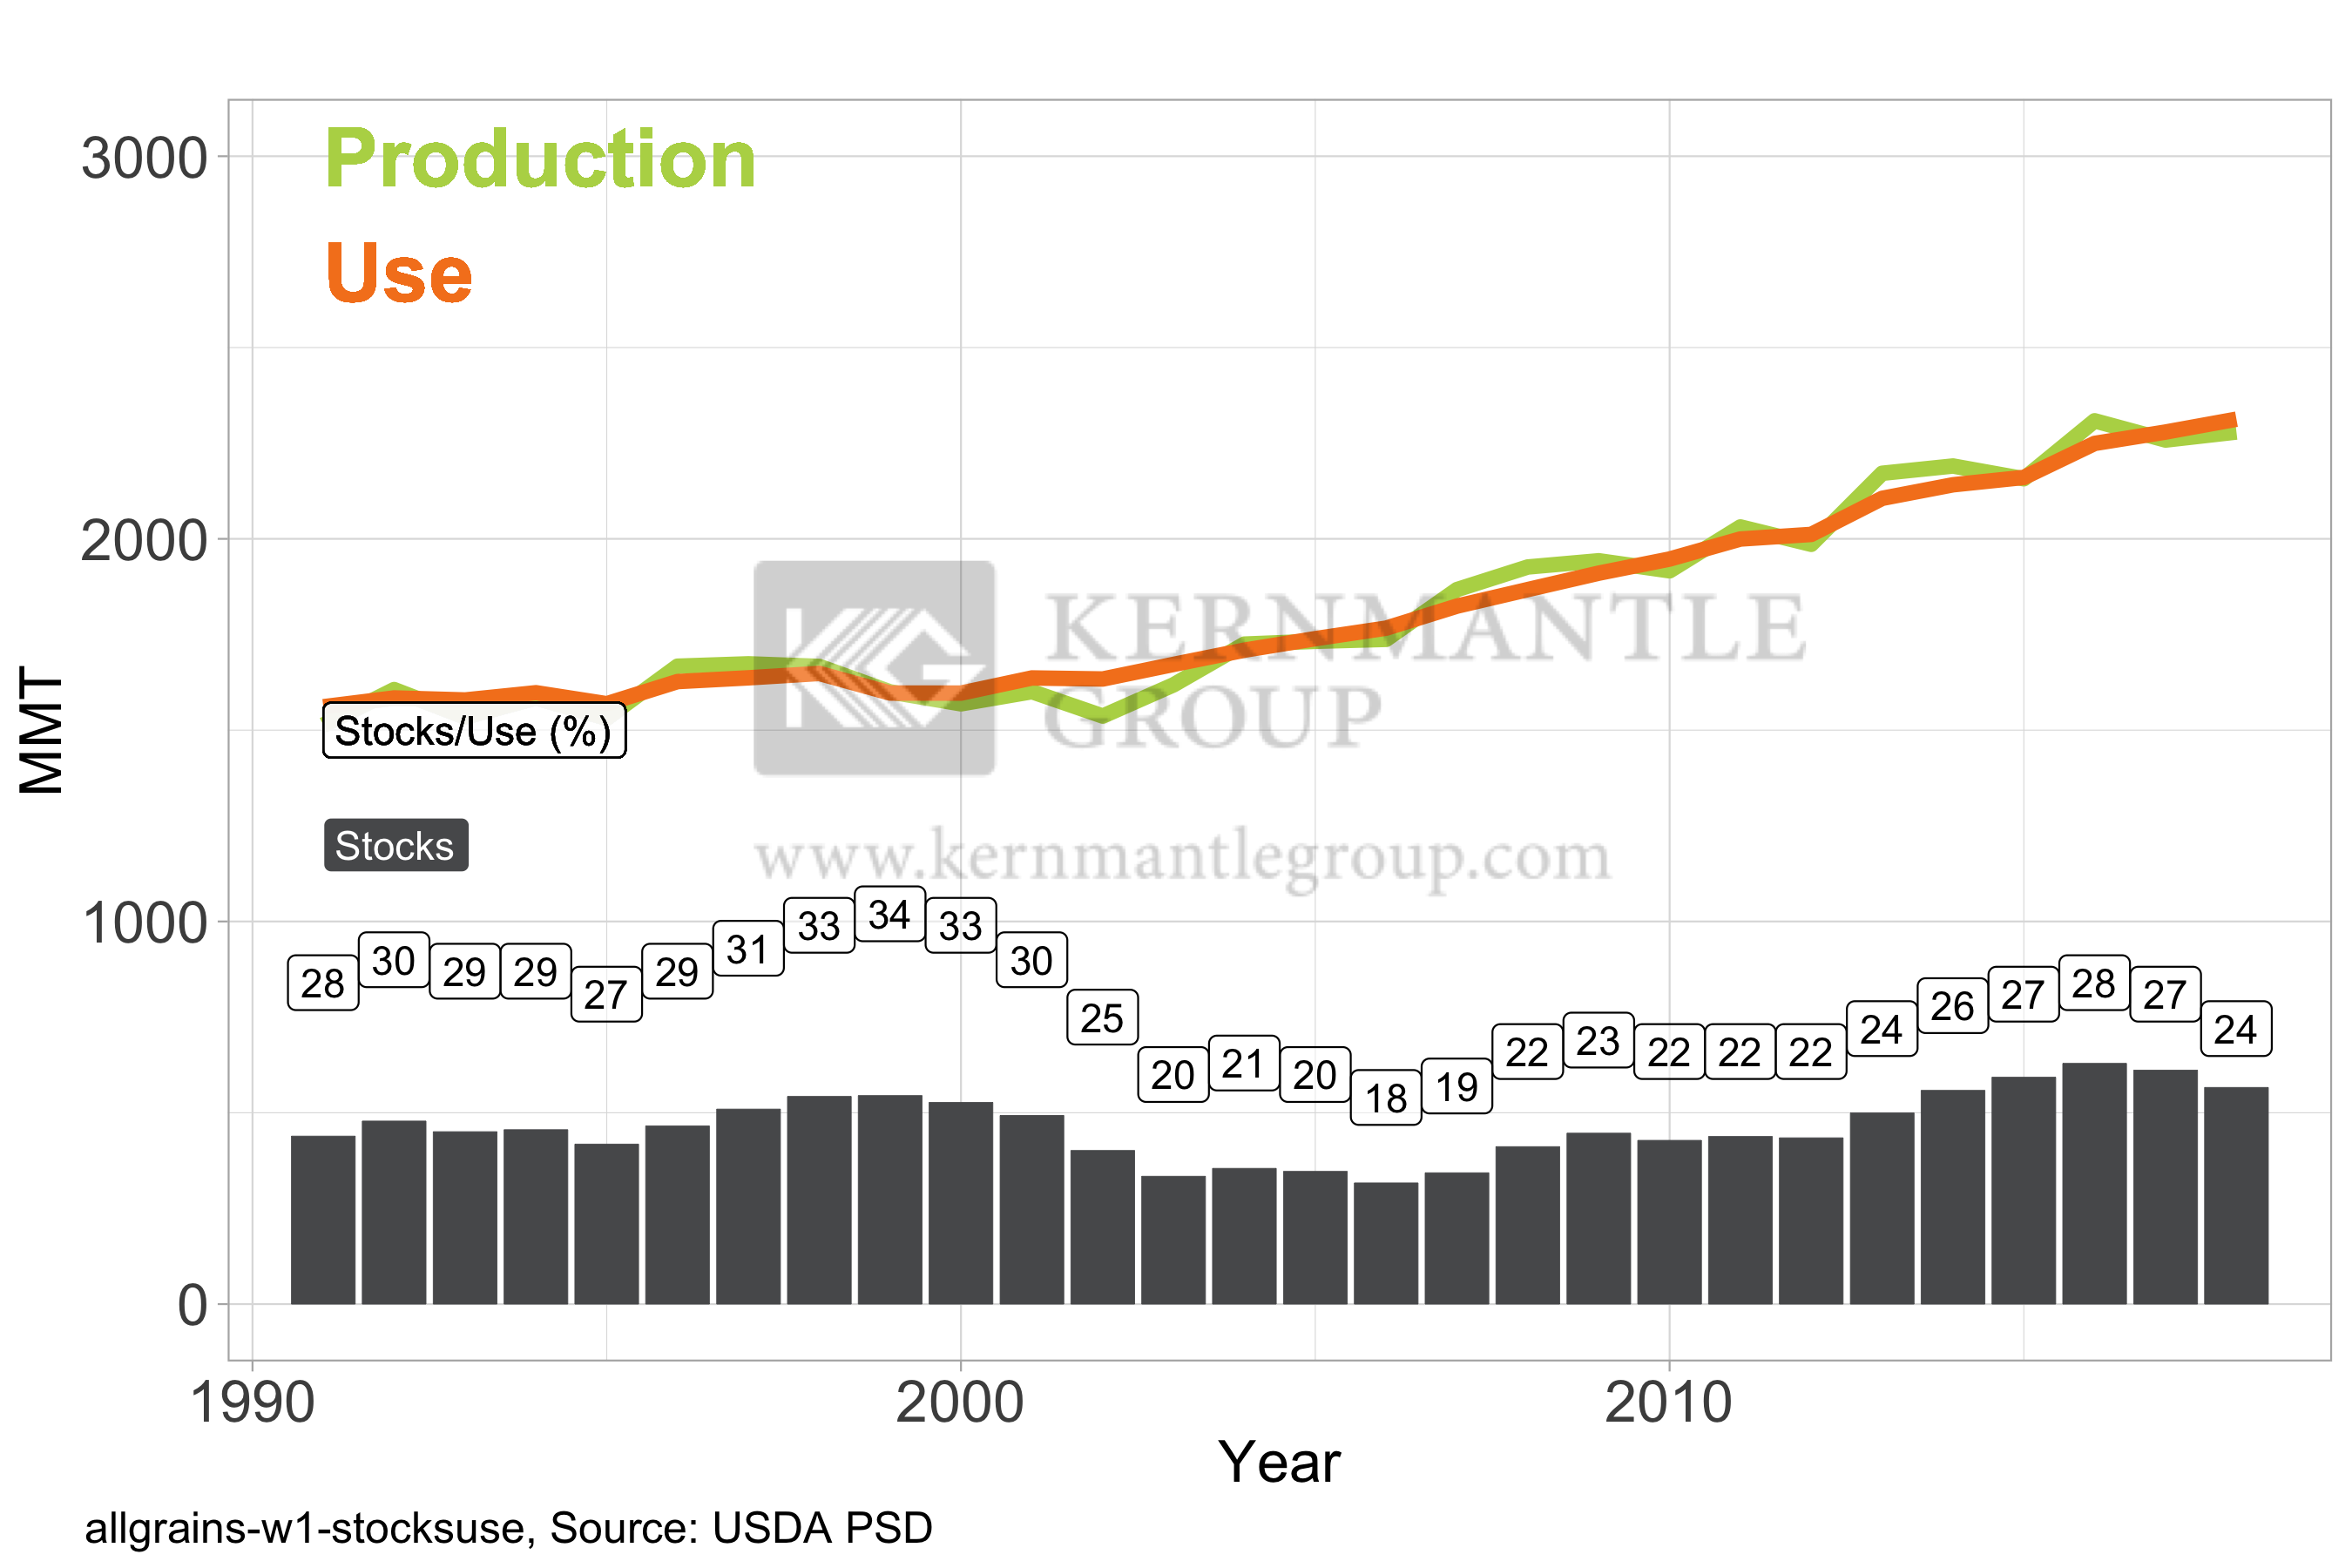 Production
3000
Use
2000
KERNMANTLE
GROUP
MMT
Stocks/Use (%)
Stocks
www.kernmantlegroup.com
1000
28 30 29 29 27 29 31 33 34 33 30 25 20 21 20 18 19 22 23 22 22 22 24 26 27 28 27 24
0
1990 2000 2010
Year
allgrains-w1-stocksuse, Source: USDA PSD